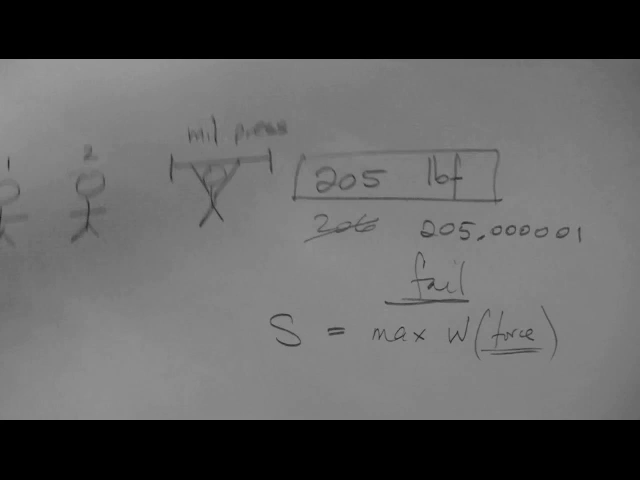 1
2
mil press
205 lbf
206 205.000001
fail
S = max W (force)